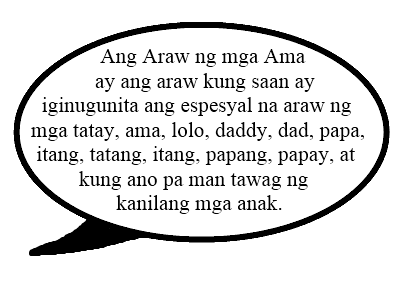 Ang Araw ng mga Ama
ay ang araw kung saan ay
iginugunita ang espesyal na araw ng
mga tatay, ama, lolo, daddy, dad, papa,
itang, tatang, itang, papang, papay, at
kung ano pa man tawag ng
kanilang mga anak.